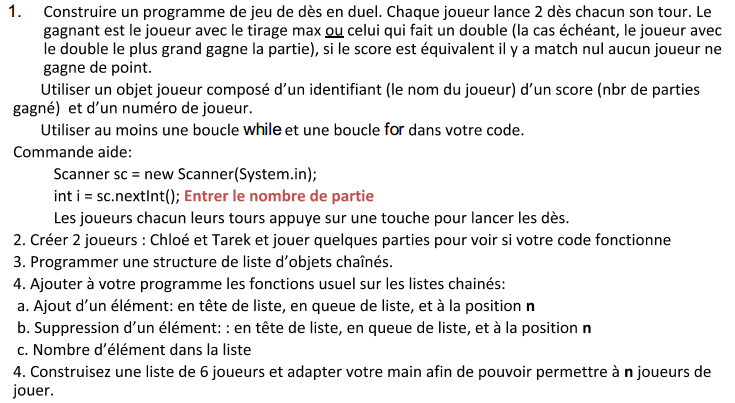 1. Construire un programme de jeu de dès en duel. Chaque joueur lance 2 dès chacun son tour. Le
gagnant est le joueur avec le tirage max ou celui qui fait un double (la cas échéant, le joueur avec
le double le plus grand gagne la partie), si le score est équivalent il y a match nul aucun joueur ne
gagne de point.
Utiliser un objet joueur composé d'un identifiant (le nom du joueur) d'un score (nbr de parties
gagné) et d'un numéro de joueur.
Utiliser au moins une boucle while et une boucle for dans votre code.
Commande aide:
Scanner sc = new Scanner(System.in);
int i = sc.nextInt(); Entrer le nombre de partie
Les joueurs chacun leurs tours appuye sur une touche pour lancer les dès.
2. Créer 2 joueurs : Chloé et Tarek et jouer quelques parties pour voir si votre code fonctionne
3. Programmer une structure de liste d'objets chaînés.
4. Ajouter à votre programme les fonctions usuel sur les listes chainés:
a. Ajout d'un élément: en tête de liste, en queue de liste, et à la position n
b. Suppression d'un élément: : en tête de liste, en queue de liste, et à la position n
c. Nombre d'élément dans la liste
4. Construisez une liste de 6 joueurs et adapter votre main afin de pouvoir permettre à n joueurs de
jouer.